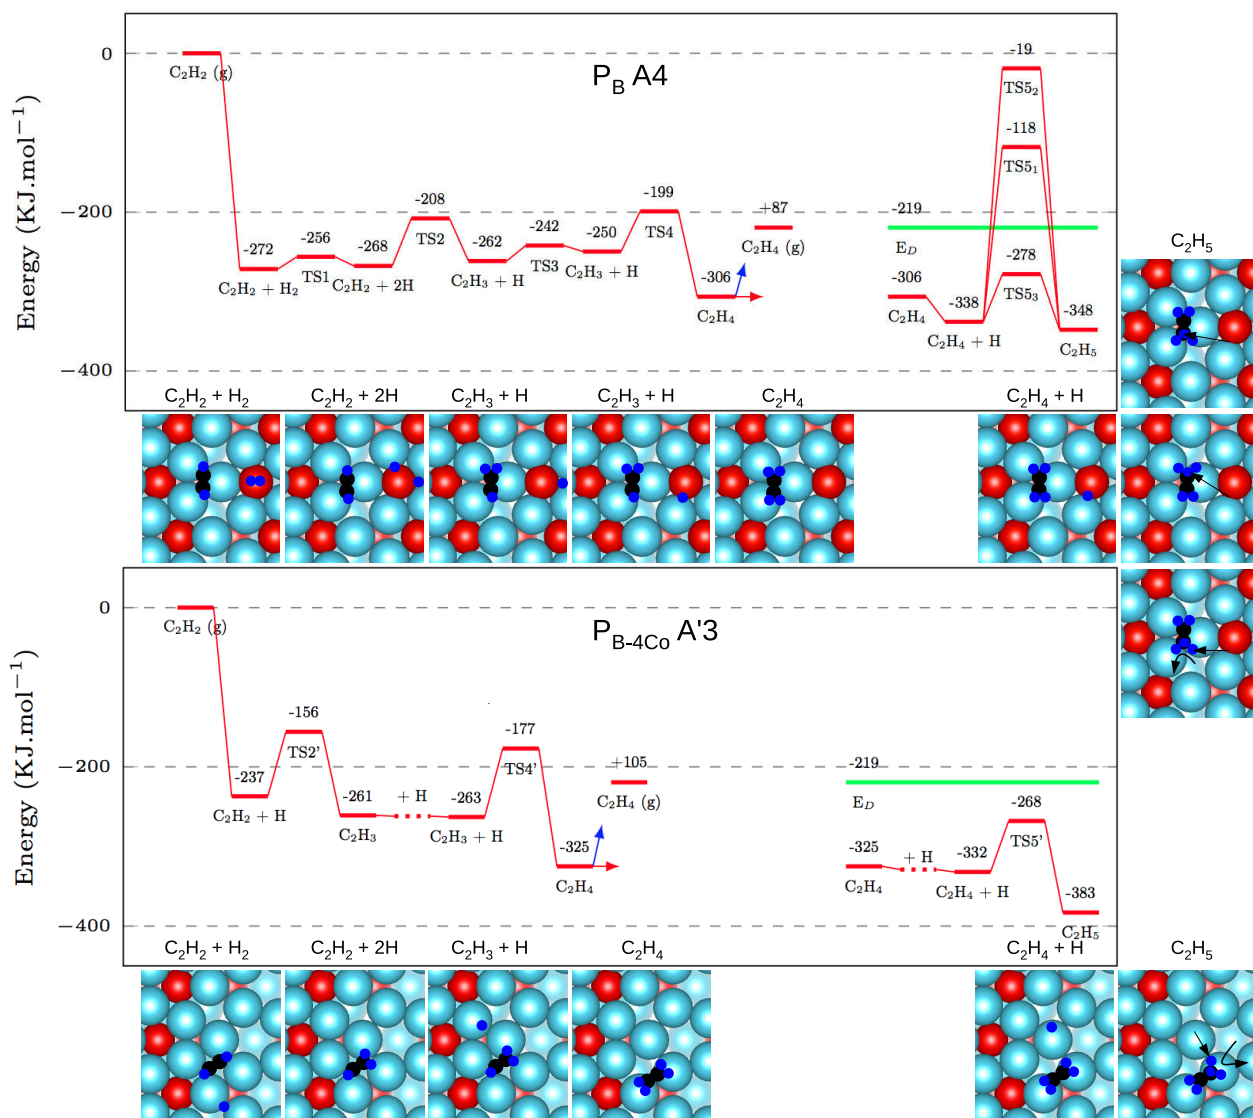 Energy (KJ.mol⁻¹)
0
−200
−400
P_B A4
C₂H₂ (g)
-272
C₂H₂ + H₂
-256
TS1
-268
C₂H₂ + 2H
-208
TS2
-262
C₂H₃ + H
-242
TS3
-250
C₂H₃ + H
-199
TS4
-306
C₂H₄
+87
C₂H₄ (g)
-219
E_D
-306
C₂H₄
-338
C₂H₄ + H
-19
TS5₂
-118
TS5₁
-278
TS5₃
-348
C₂H₅
C₂H₅
C₂H₂ + H₂
C₂H₂ + 2H
C₂H₃ + H
C₂H₃ + H
C₂H₄
C₂H₄ + H
Energy (KJ.mol⁻¹)
0
−200
−400
P_B-4Co A'3
C₂H₂ (g)
-237
C₂H₂ + H
-156
TS2'
-261
C₂H₃
+ H
-263
C₂H₃ + H
-177
TS4'
-325
C₂H₄
+105
C₂H₄ (g)
-219
E_D
-325
C₂H₄
+ H
-332
C₂H₄ + H
-268
TS5'
-383
C₂H₅
C₂H₂ + H₂
C₂H₂ + 2H
C₂H₃ + H
C₂H₄
C₂H₄ + H
C₂H₅